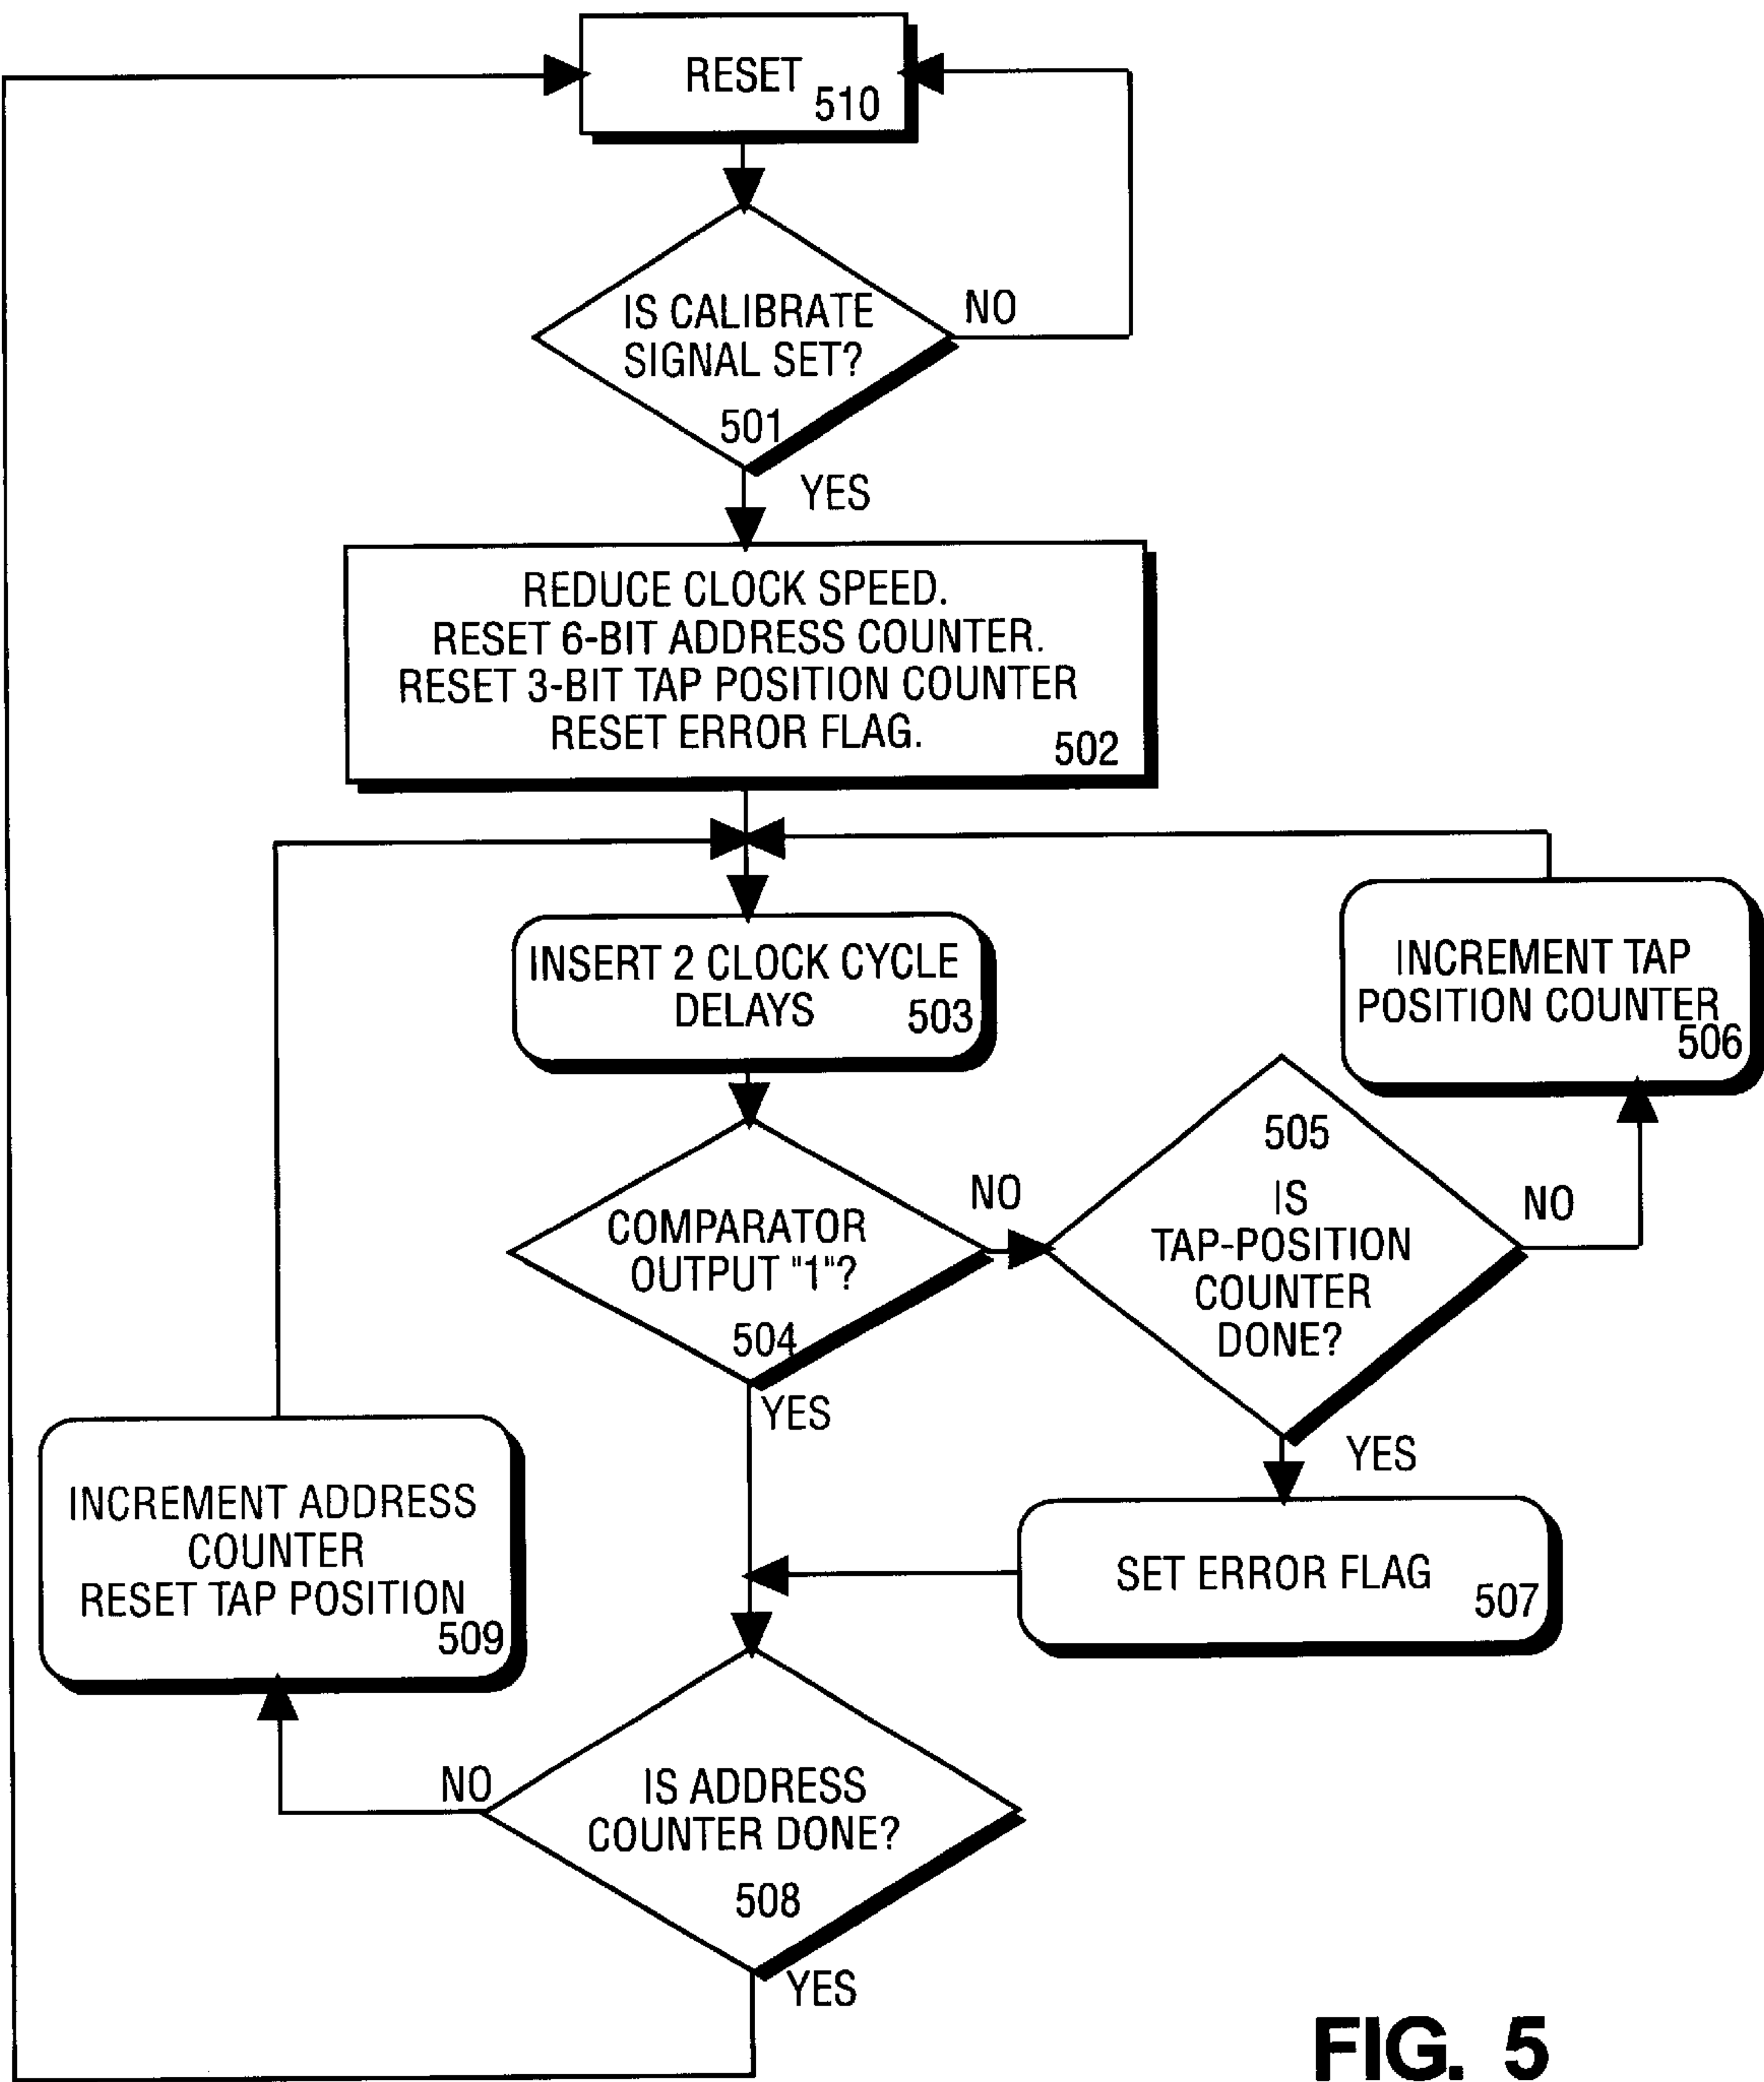 RESET
510
IS CALIBRATE
SIGNAL SET?
501
NO
YES
REDUCE CLOCK SPEED.
RESET 6-BIT ADDRESS COUNTER.
RESET 3-BIT TAP POSITION COUNTER
RESET ERROR FLAG.
502
INSERT 2 CLOCK CYCLE
DELAYS
503
INCREMENT TAP
POSITION COUNTER
506
COMPARATOR
OUTPUT "1"?
504
NO
YES
505
IS
TAP-POSITION
COUNTER
DONE?
NO
YES
INCREMENT ADDRESS
COUNTER
RESET TAP POSITION
509
SET ERROR FLAG
507
NO
IS ADDRESS
COUNTER DONE?
508
YES
FIG. 5